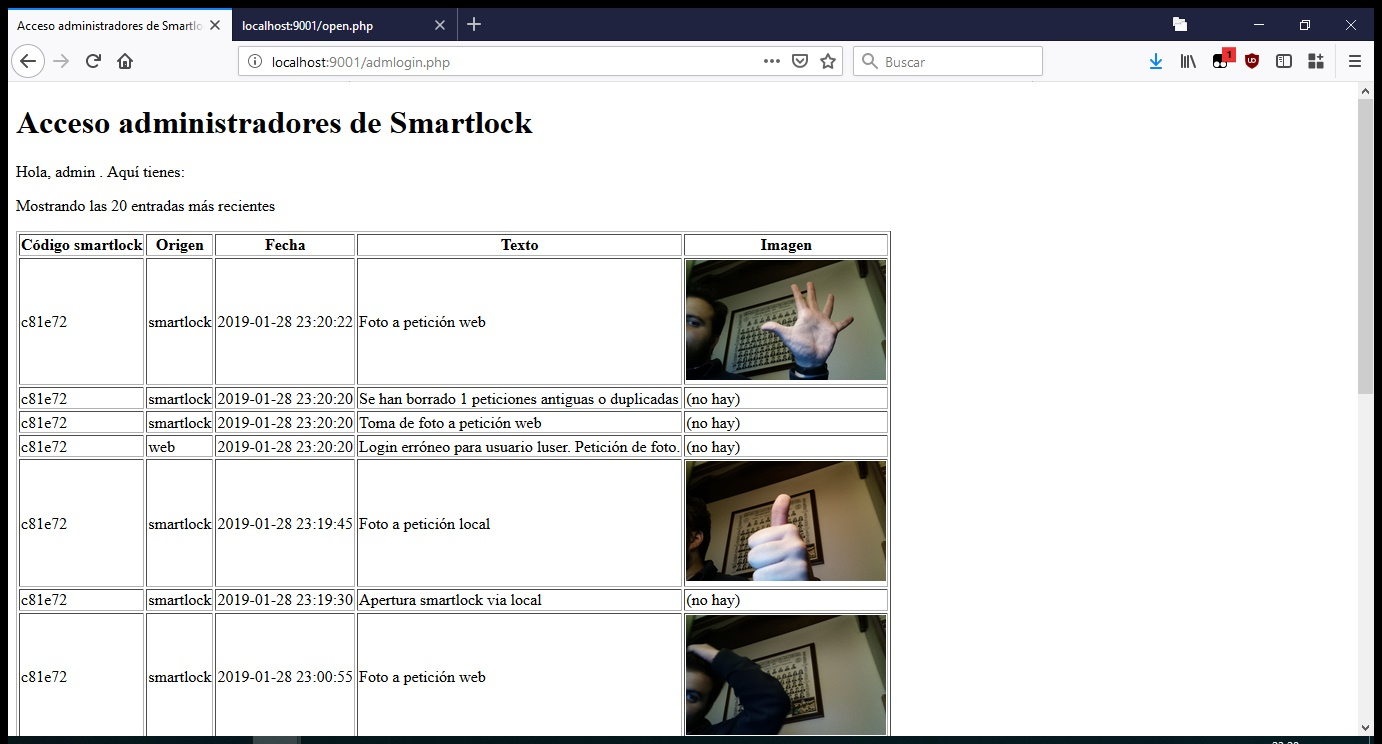 Acceso administradores de Smartlo
localhost:9001/open.php
localhost:9001/admlogin.php
Buscar
1
Acceso administradores de Smartlock
Hola, admin . Aquí tienes:
Mostrando las 20 entradas más recientes
Código smartlock Origen Fecha Texto Imagen
c81e72 smartlock 2019-01-28 23:20:22 Foto a petición web
c81e72 smartlock 2019-01-28 23:20:20 Se han borrado 1 peticiones antiguas o duplicadas (no hay)
c81e72 smartlock 2019-01-28 23:20:20 Toma de foto a petición web (no hay)
c81e72 web 2019-01-28 23:20:20 Login erróneo para usuario luser. Petición de foto. (no hay)
c81e72 smartlock 2019-01-28 23:19:45 Foto a petición local
c81e72 smartlock 2019-01-28 23:19:30 Apertura smartlock via local (no hay)
c81e72 smartlock 2019-01-28 23:00:55 Foto a petición web